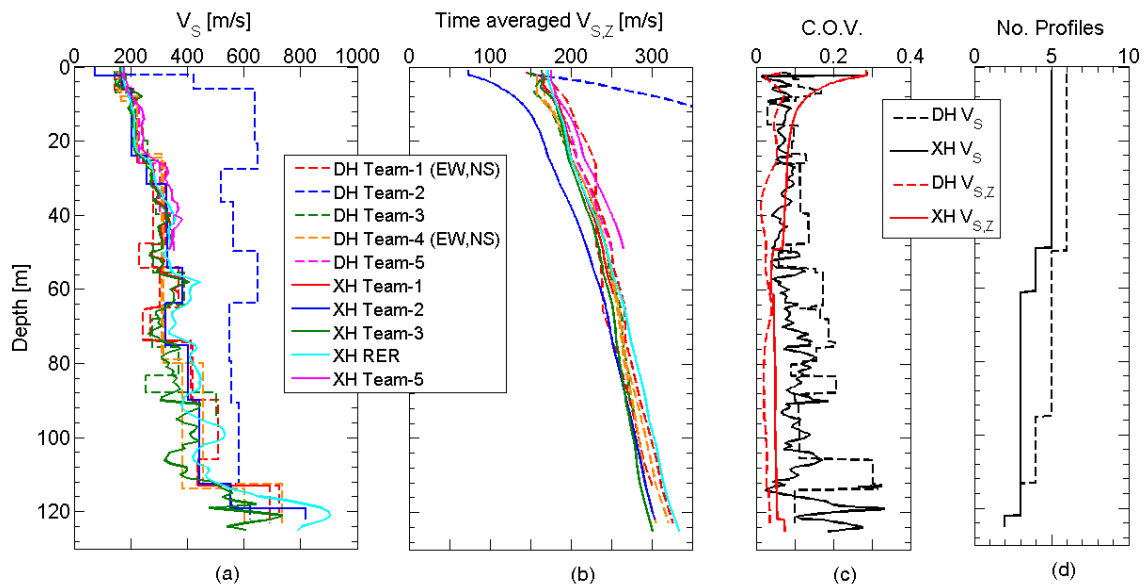 V_S [m/s]
Time averaged V_S,Z [m/s]
C.O.V.
No. Profiles
0 200 400 600 800 1000
100 150 200 250 300
0 0.2 0.4
0 5 10
0
20
40
60
80
100
120
Depth [m]
DH Team-1 (EW,NS)
DH Team-2
DH Team-3
DH Team-4 (EW,NS)
DH Team-5
XH Team-1
XH Team-2
XH Team-3
XH RER
XH Team-5
DH V_S
XH V_S
DH V_S,Z
XH V_S,Z
(a)
(b)
(c)
(d)